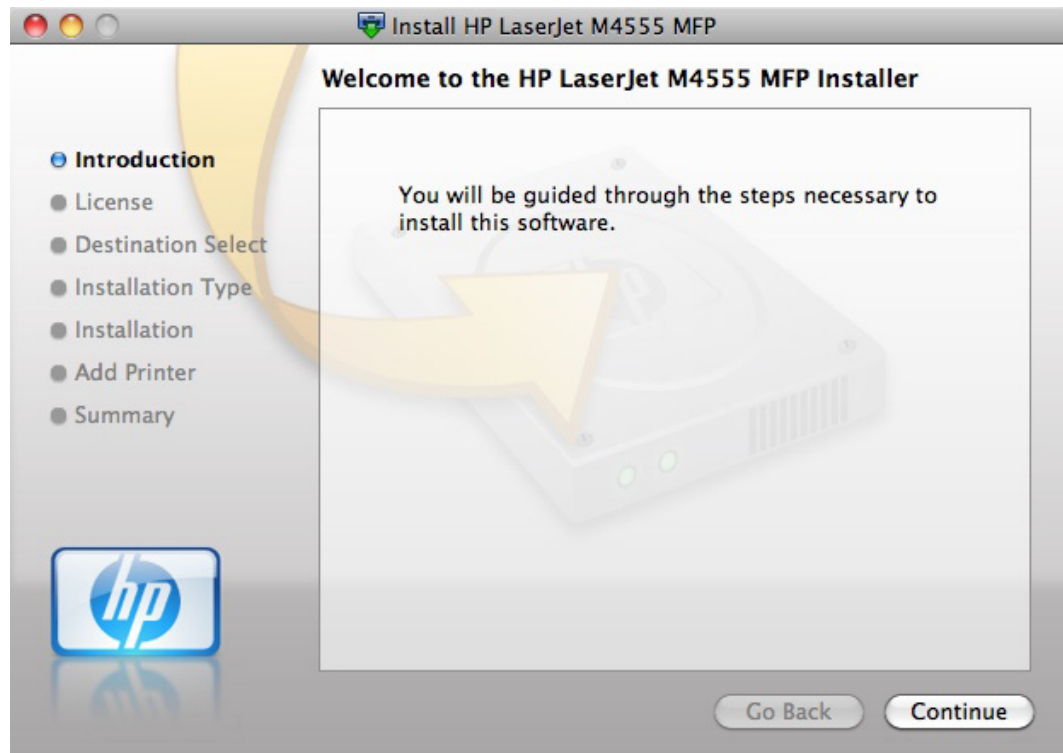 Install HP LaserJet M4555 MFP
Welcome to the HP LaserJet M4555 MFP Installer
Introduction
License
Destination Select
Installation Type
Installation
Add Printer
Summary
You will be guided through the steps necessary to
install this software.
hp
Go Back
Continue